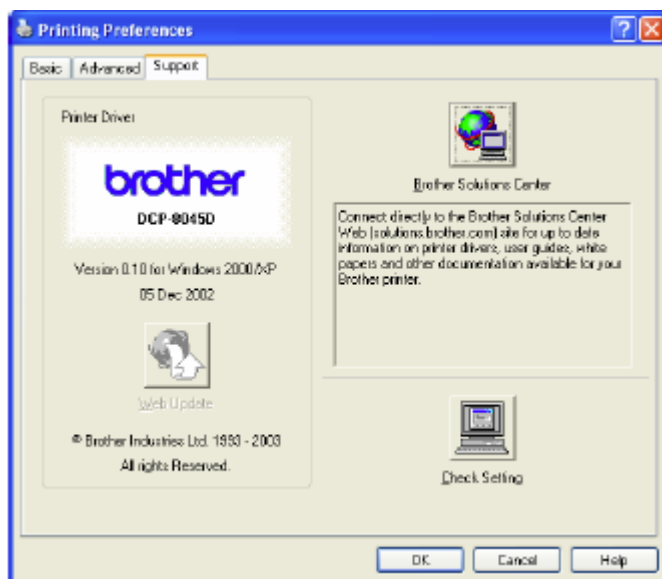 Printing Preferences
Basic
Advanced
Support
Printer Driver
brother
DCP-8045D
Version 0.10 for Windows 2000/XP
05 Dec 2002
Web Update
© Brother Industries Ltd. 1993 - 2003
All rights Reserved.
Brother Solutions Center
Connect directly to the Brother Solutions Center
Web (solutions.brother.com) site for up to date
information on printer drivers, user guides, white
papers and other documentation available for your
Brother printer.
Check Setting
OK
Cancel
Help